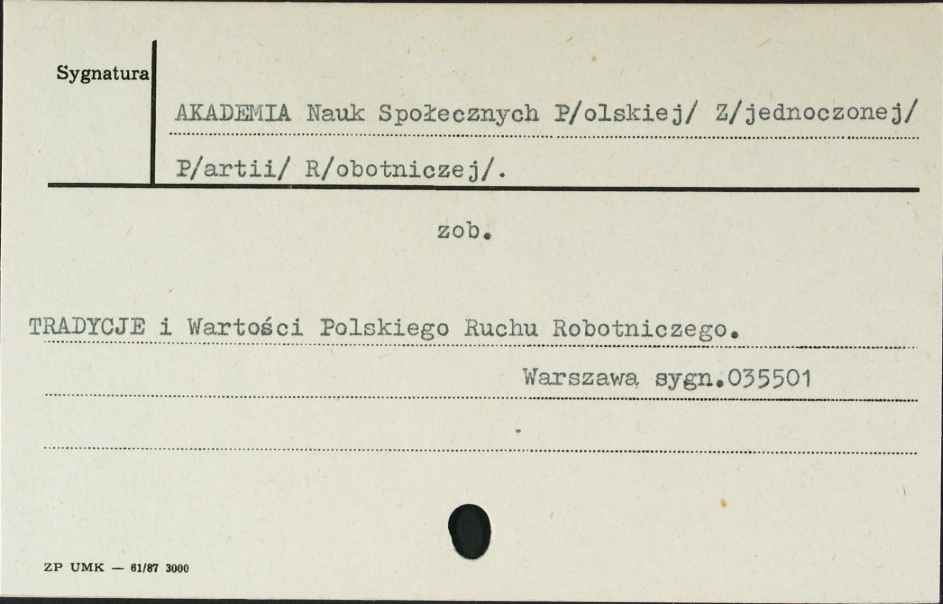 Sygnatura
AKADEMIA Nauk Społecznych P/olskiej/ Z/jednoczonej/
P/artii/ R/obotniczej/.
zob.
TRADYCJE i Wartości Polskiego Ruchu Robotniczego.
Warszawa sygn.035501
ZP UMK — 61/87 3000